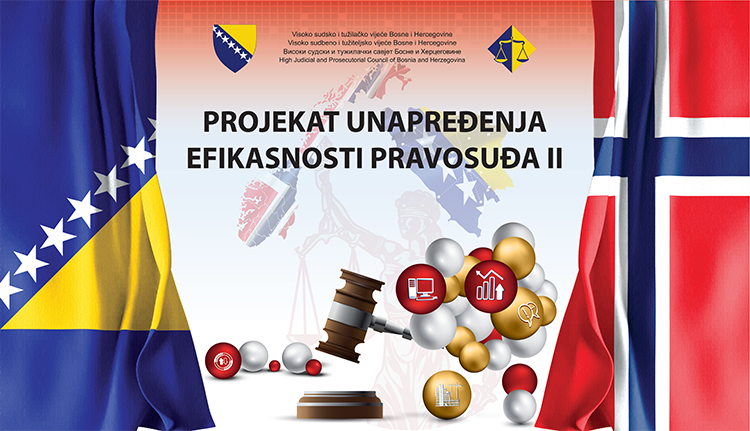 Visoko sudsko i tužilačko vijeće Bosne i Hercegovine
Visoko sudbeno i tužiteljsko vijeće Bosne i Hercegovine
Високи судски и тужилачки савјет Босне и Херцеговине
High Judicial and Prosecutorial Council of Bosnia and Herzegovina
PROJEKAT UNAPREĐENJA
EFIKASNOSTI PRAVOSUĐA II